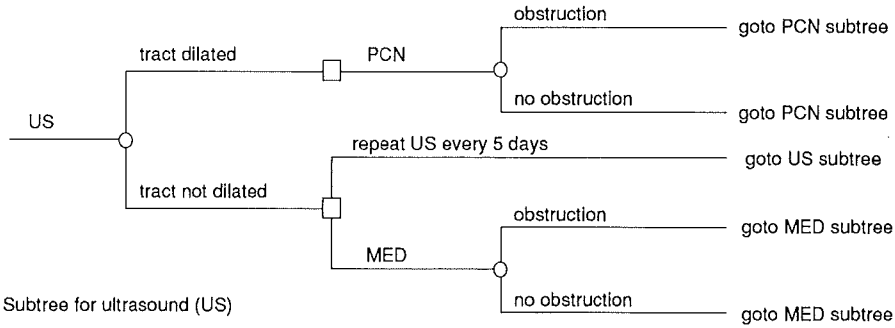 obstruction
goto PCN subtree
tract dilated
PCN
no obstruction
goto PCN subtree
US
repeat US every 5 days
goto US subtree
tract not dilated
obstruction
goto MED subtree
MED
no obstruction
goto MED subtree
Subtree for ultrasound (US)